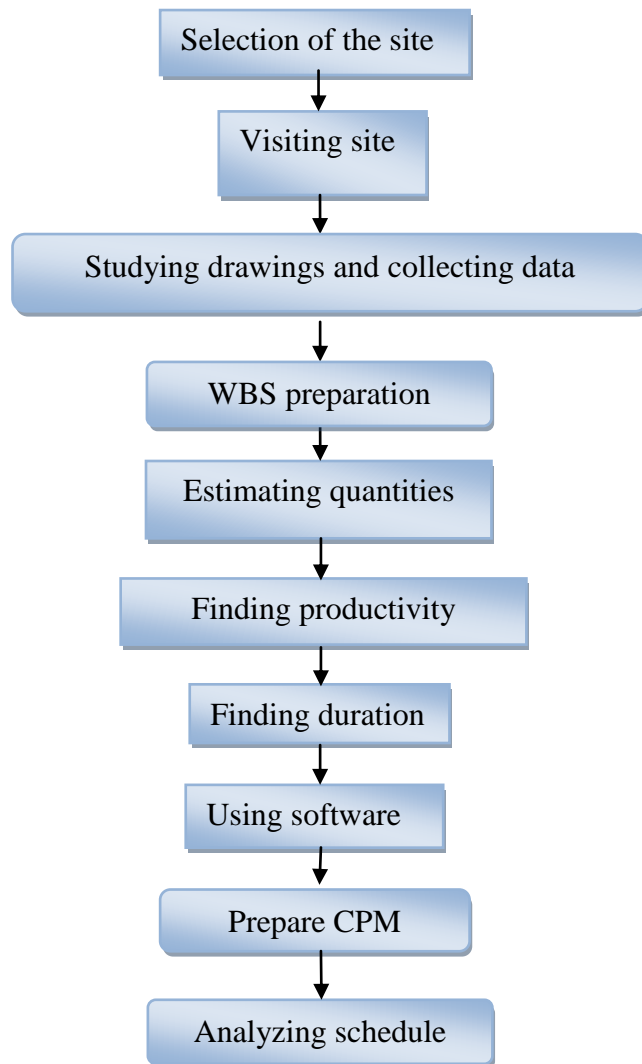 Selection of the site
Visiting site
Studying drawings and collecting data
WBS preparation
Estimating quantities
Finding productivity
Finding duration
Using software
Prepare CPM
Analyzing schedule